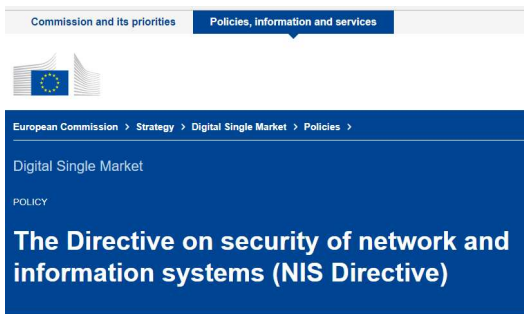 Commission and its priorities
Policies, information and services
European Commission > Strategy > Digital Single Market > Policies >
Digital Single Market
POLICY
The Directive on security of network and
information systems (NIS Directive)